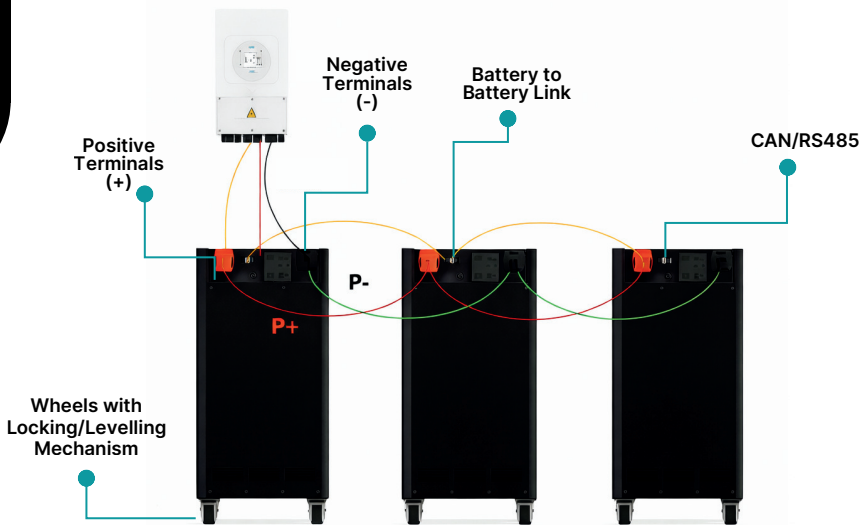 Negative
Terminals
(-)
Battery to
Battery Link
CAN/RS485
Positive
Terminals
(+)
P-
P+
Wheels with
Locking/Levelling
Mechanism